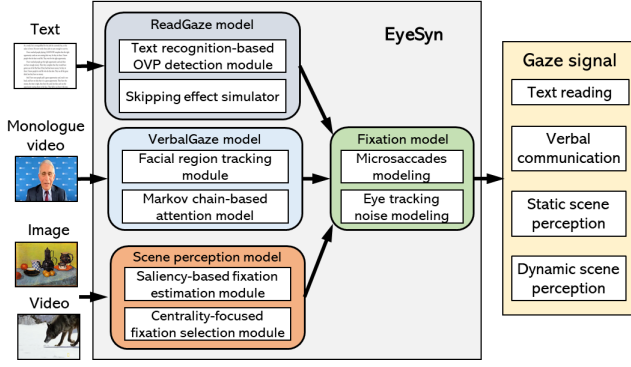 Text
Monologue
video
Image
Video
EyeSyn
ReadGaze model
Text recognition-based
OVP detection module
Skipping effect simulator
VerbalGaze model
Facial region tracking
module
Markov chain-based
attention model
Scene perception model
Saliency-based fixation
estimation module
Centrality-focused
fixation selection module
Fixation model
Microsaccades
modeling
Eye tracking
noise modeling
Gaze signal
Text reading
Verbal
communication
Static scene
perception
Dynamic scene
perception